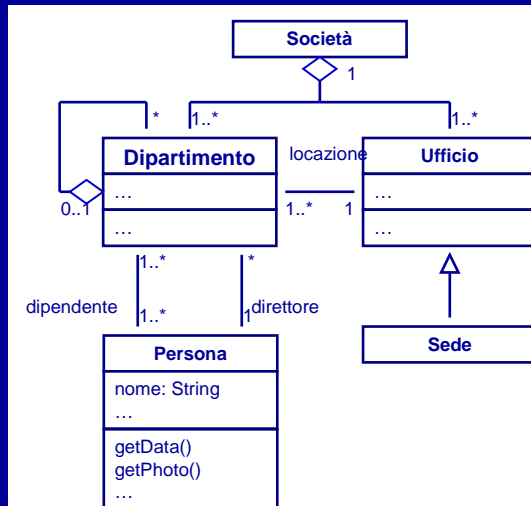 Società
1
* 1..* 1..*
Dipartimento locazione Ufficio
… …
0..1 1..* 1
… …
1..* *
dipendente direttore
1..* 1
Persona Sede
nome: String
…
getData()
getPhoto()
…